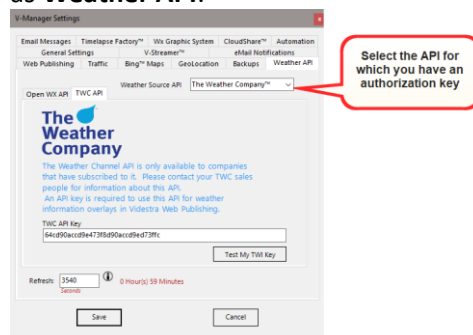 as Weather API.
V-Manager Settings
x
Email Messages Timelapse Factory™ Wx Graphic System CloudShare™ Automation
General Settings V-Streamer™ eMail Notifications
Web Publishing Traffic Bing™ Maps GeoLocation Backups Weather API
Weather Source API The Weather Company™
Open WX API TWC API
The
Weather
Company
The Weather Channel API is only available to companies
that have subscribed to it. Please contact your TWC sales
people for information about this API.
An API key is required to use this API for weather
information overlays in Videstra Web Publishing.
TWC API Key
64cd90accd9e473f8d90accd9ed73ffc
Test My TWI Key
Refresh: 3540 0 Hour(s) 59 Minutes
Seconds
Save Cancel
Select the API for
which you have an
authorization key